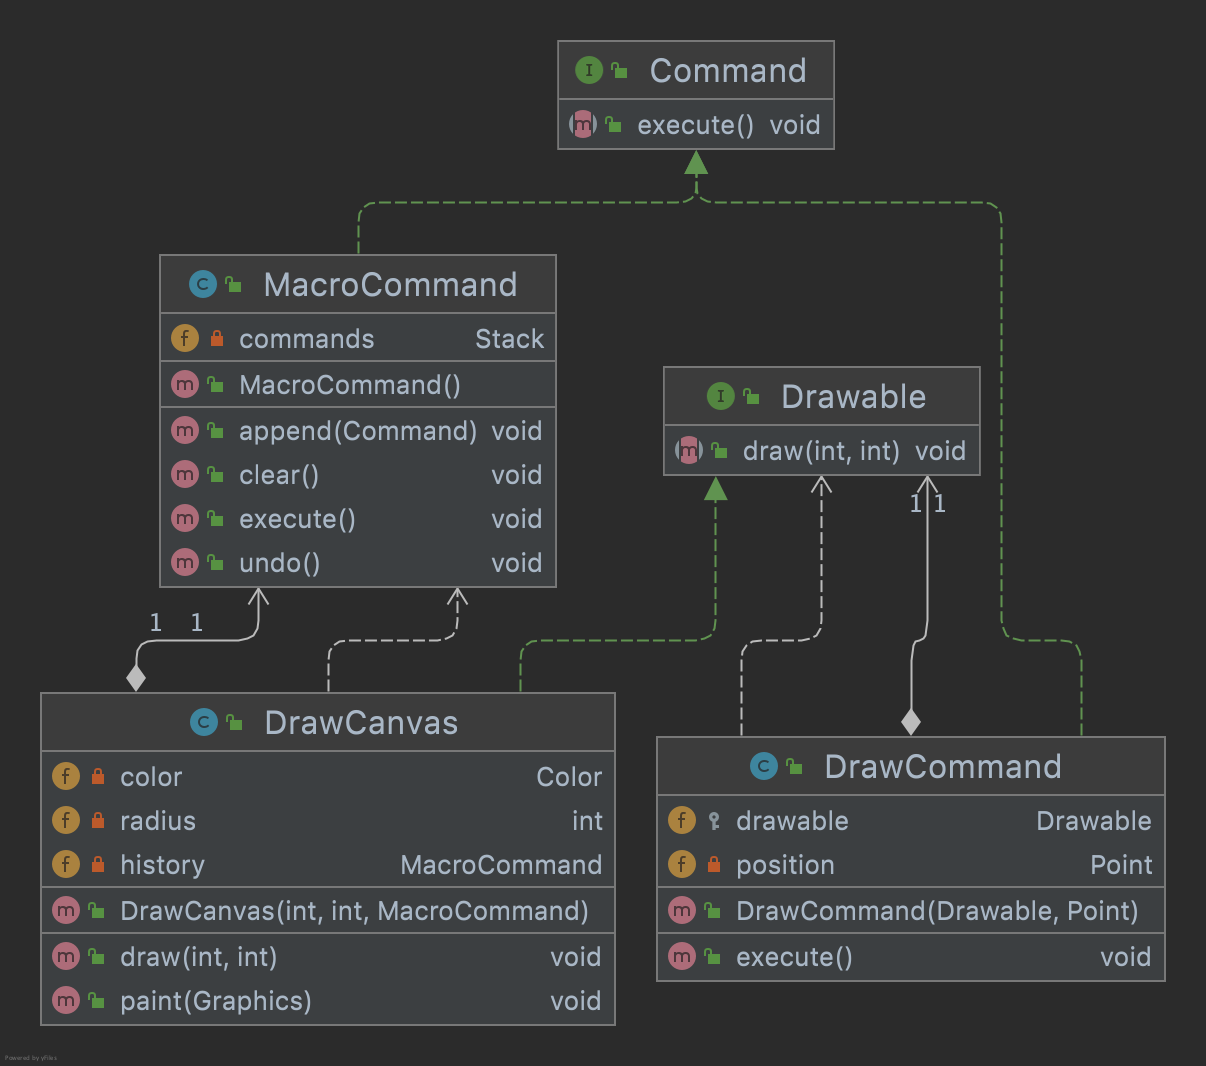 Command
execute() void
MacroCommand
commands Stack
MacroCommand()
append(Command) void
clear() void
execute() void
undo() void
Drawable
draw(int, int) void
1 1
1 1
DrawCanvas
color Color
radius int
history MacroCommand
DrawCanvas(int, int, MacroCommand)
draw(int, int) void
paint(Graphics) void
DrawCommand
drawable Drawable
position Point
DrawCommand(Drawable, Point)
execute() void
Powered by yFiles